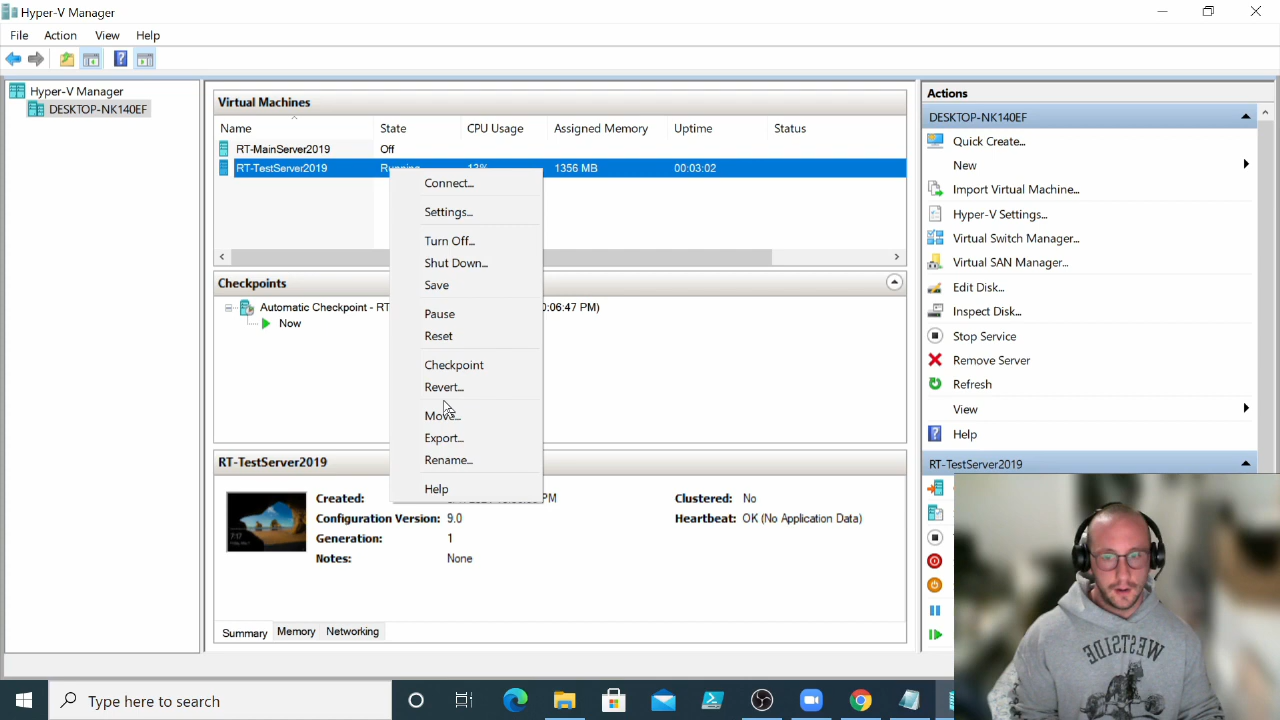 Hyper-V Manager
File Action View Help
Hyper-V Manager
DESKTOP-NK140EF
Virtual Machines
Name State CPU Usage Assigned Memory Uptime Status
RT-MainServer2019 Off
RT-TestServer2019 Running 13% 1356 MB 00:03:02
Connect...
Settings...
Turn Off...
Shut Down...
Save
Pause
Reset
Checkpoint
Revert...
Move...
Export...
Rename...
Help
Checkpoints
Automatic Checkpoint - RT 0:06:47 PM)
Now
RT-TestServer2019
Created: PM
Configuration Version: 9.0
Generation: 1
Notes: None
Clustered: No
Heartbeat: OK (No Application Data)
7:17
Summary Memory Networking
Actions
DESKTOP-NK140EF
Quick Create...
New
Import Virtual Machine...
Hyper-V Settings...
Virtual Switch Manager...
Virtual SAN Manager...
Edit Disk...
Inspect Disk...
Stop Service
Remove Server
Refresh
View
Help
RT-TestServer2019
WESTSIDE
Type here to search